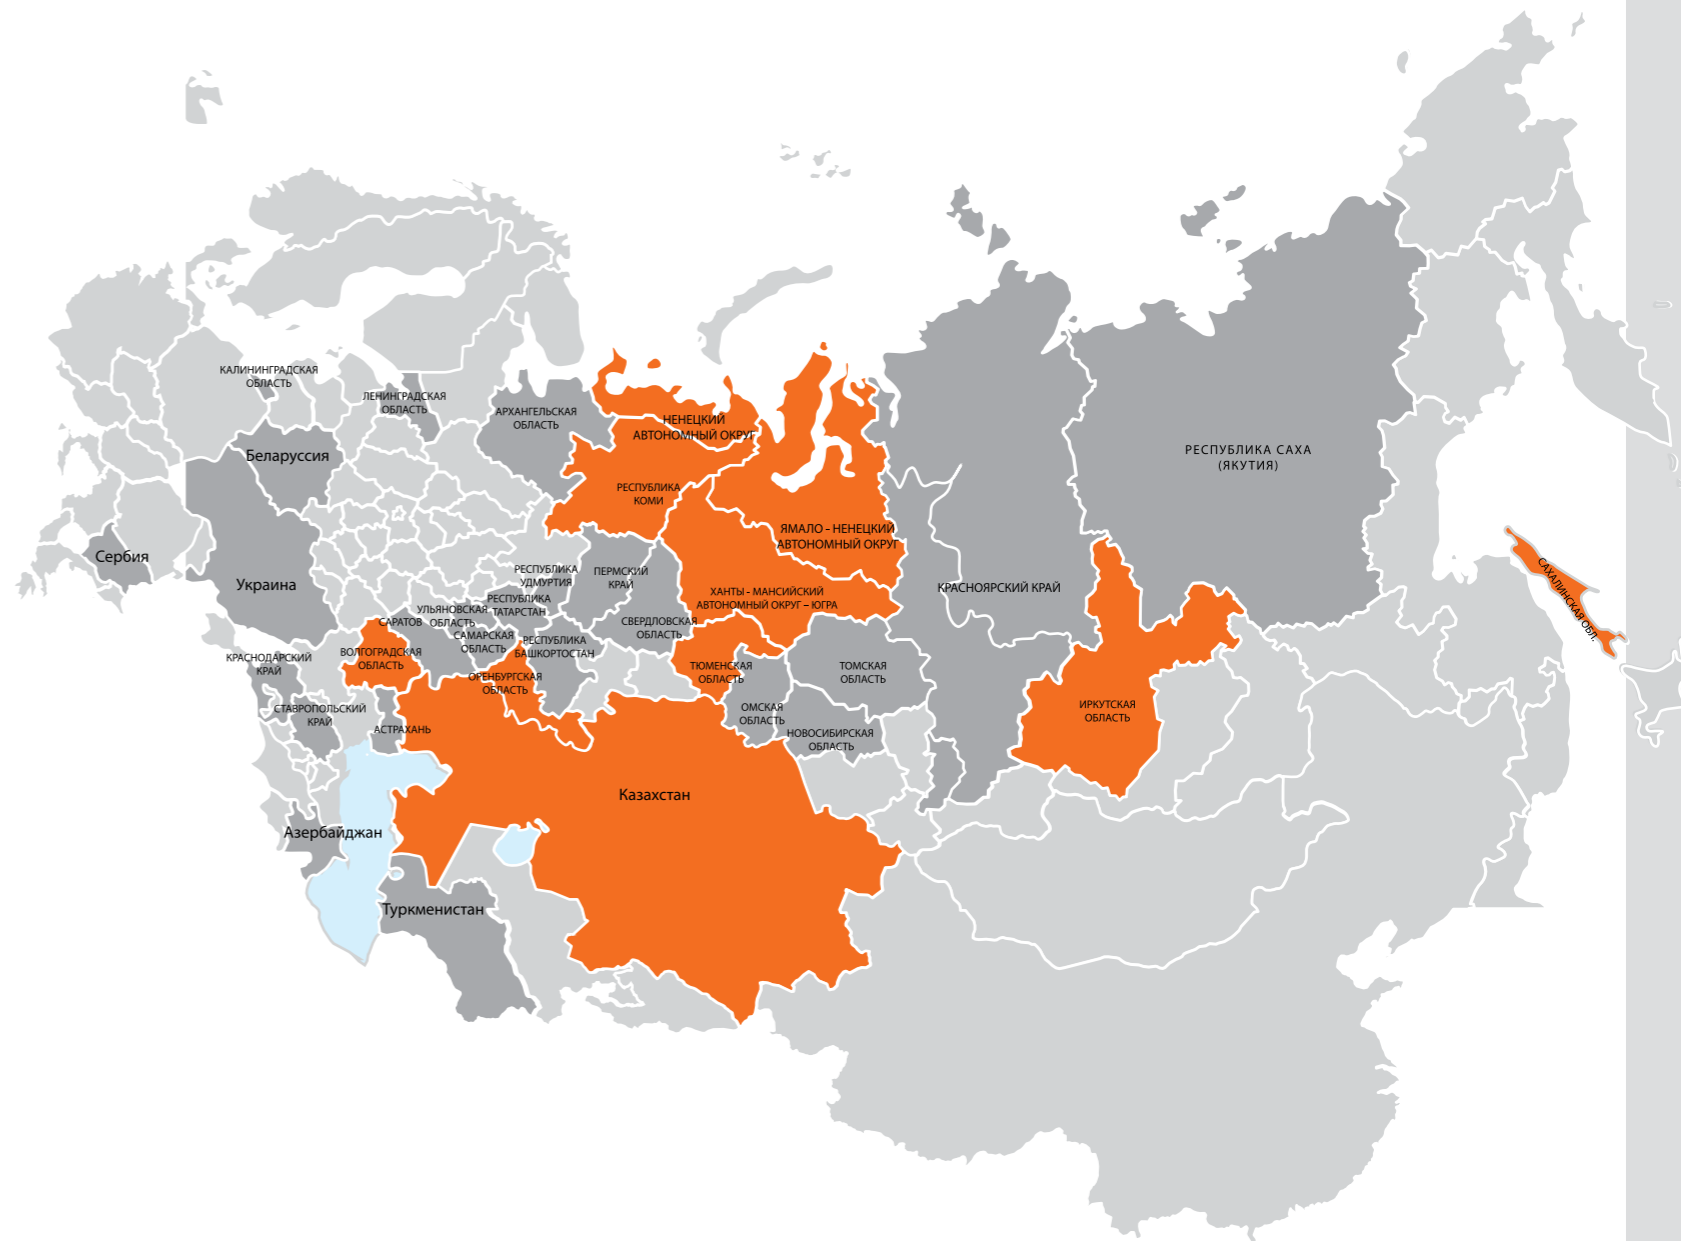 КАЛИНИНГРАДСКАЯ
ОБЛАСТЬ
ЛЕНИНГРАДСКАЯ
ОБЛАСТЬ
АРХАНГЕЛЬСКАЯ
ОБЛАСТЬ
НЕНЕЦКИЙ
АВТОНОМНЫЙ ОКРУГ
Беларуссия
РЕСПУБЛИКА САХА
(ЯКУТИЯ)
РЕСПУБЛИКА
КОМИ
ЯМАЛО – НЕНЕЦКИЙ
АВТОНОМНЫЙ ОКРУГ
Сербия
Украина
РЕСПУБЛИКА
УДМУРТИЯ
ПЕРМСКИЙ
КРАЙ
КРАСНОЯРСКИЙ КРАЙ
САХАЛИНСКАЯ ОБЛ.
ХАНТЫ - МАНСИЙСКИЙ
АВТОНОМНЫЙ ОКРУГ – ЮГРА
РЕСПУБЛИКА
ТАТАРСТАН
УЛЬЯНОВСКАЯ
ОБЛАСТЬ
САРАТОВ
СВЕРДЛОВСКАЯ
ОБЛАСТЬ
САМАРСКАЯ
ОБЛАСТЬ
РЕСПУБЛИКА
БАШКОРТОСТАН
ВОЛГОГРАДСКАЯ
ОБЛАСТЬ
КРАСНОДАРСКИЙ
КРАЙ
ОРЕНБУРГСКАЯ
ОБЛАСТЬ
ТЮМЕНСКАЯ
ОБЛАСТЬ
ТОМСКАЯ
ОБЛАСТЬ
СТАВРОПОЛЬСКИЙ
КРАЙ
АСТРАХАНЬ
ОМСКАЯ
ОБЛАСТЬ
НОВОСИБИРСКАЯ
ОБЛАСТЬ
ИРКУТСКАЯ
ОБЛАСТЬ
Казахстан
Азербайджан
Туркменистан